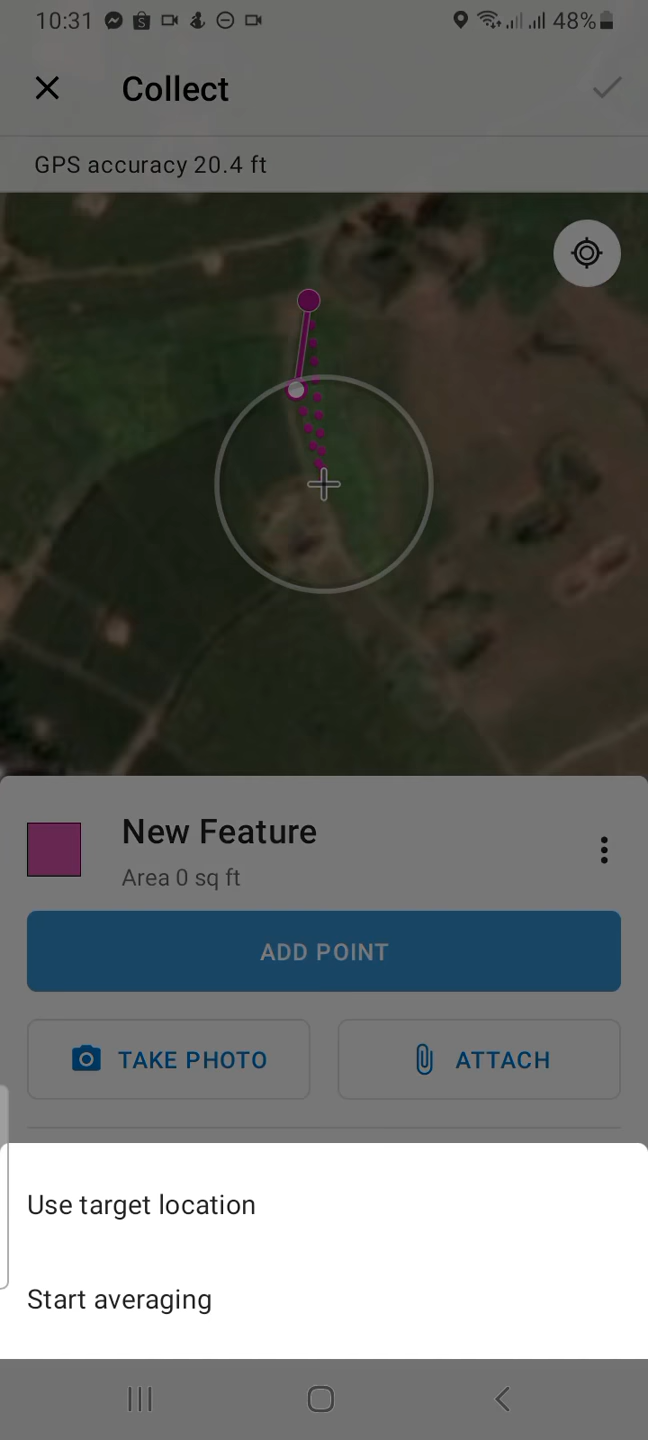 10:31
48%
Collect
GPS accuracy 20.4 ft
New Feature
Area 0 sq ft
ADD POINT
TAKE PHOTO
ATTACH
Use target location
Start averaging